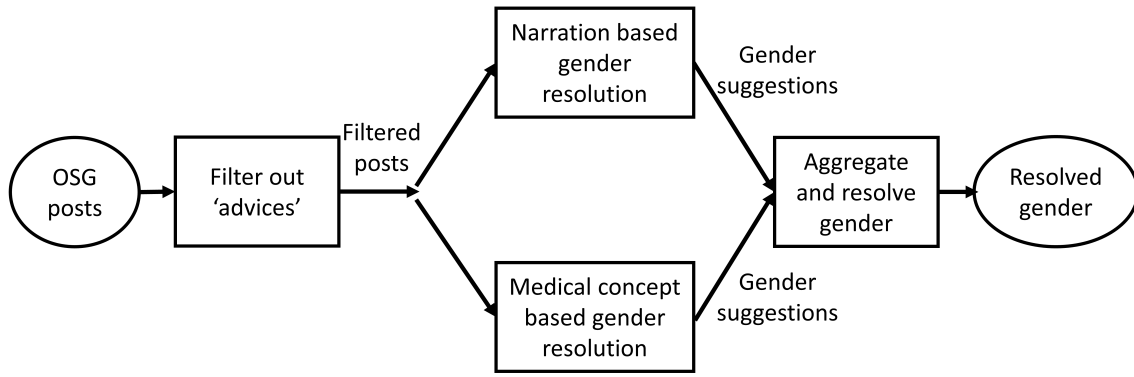 OSG
posts
Filter out
‘advices’
Filtered
posts
Narration based
gender
resolution
Gender
suggestions
Medical concept
based gender
resolution
Gender
suggestions
Aggregate
and resolve
gender
Resolved
gender